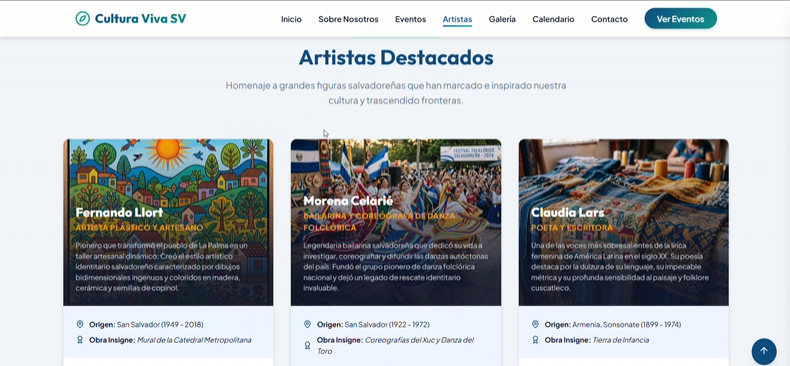 Cultura Viva SV
Inicio
Sobre Nosotros
Eventos
Artistas
Galería
Calendario
Contacto
Ver Eventos
Artistas Destacados
Homenaje a grandes figuras salvadoreñas que han marcado e inspirado nuestra
cultura y trascendido fronteras.
Fernando Llort
ARTISTA PLÁSTICO Y ARTESANO
Pionero que transformó el pueblo de La Palma en un
taller artesanal dinámico. Creó el estilo artístico
identitario salvadoreño caracterizado por dibujos
bidimensionales ingenuos y coloridos en madera,
cerámica y semillas de copinol.
Origen: San Salvador (1949 - 2018)
Obra Insigne: Mural de la Catedral Metropolitana
FESTIVAL FOLKLÓRICO
SALVADOREÑO - 2024
Morena Celarié
BAILARINA Y COREÓGRAFA DE DANZA
FOLCLÓRICA
Legendaria bailarina salvadoreña que dedicó su vida a
investigar, coreografiar y difundir las danzas autóctonas
del país. Fundó el grupo pionero de danza folclórica
nacional y dejó un legado de rescate identitario
invaluable.
Origen: San Salvador (1922 - 1972)
Obra Insigne: Coreografías del Xuc y Danza del
Toro
Claudia Lars
POETA Y ESCRITORA
Una de las voces más sobresalientes de la lírica
femenina de América Latina en el siglo XX. Su poesía
destaca por la dulzura de su lenguaje, su impecable
métrica y su profunda sensibilidad al paisaje y folklore
cuscatleco.
Origen: Armenia, Sonsonate (1899 - 1974)
Obra Insigne: Tierra de Infancia